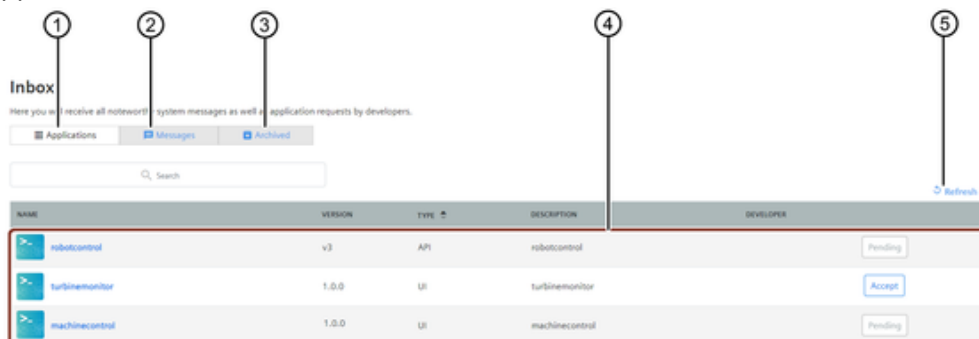 1 2 3 4 5
Inbox
Here you will receive all noteworthy system messages as well as application requests by developers.
Applications Messages Archived
Search
Refresh
NAME VERSION TYPE DESCRIPTION DEVELOPER
robotcontrol v3 API robotcontrol Pending
turbinemonitor 1.0.0 UI turbinemonitor Accept
machinecontrol 1.0.0 UI machinecontrol Pending